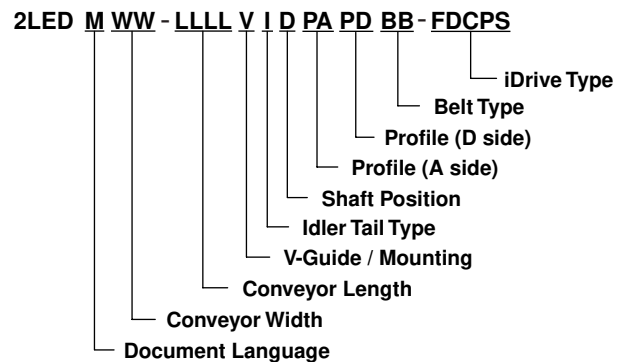 2LED M WW - LLLL V I D PA PD BB - FDCPS
iDrive Type
Belt Type
Profile (D side)
Profile (A side)
Shaft Position
Idler Tail Type
V-Guide / Mounting
Conveyor Length
Conveyor Width
Document Language